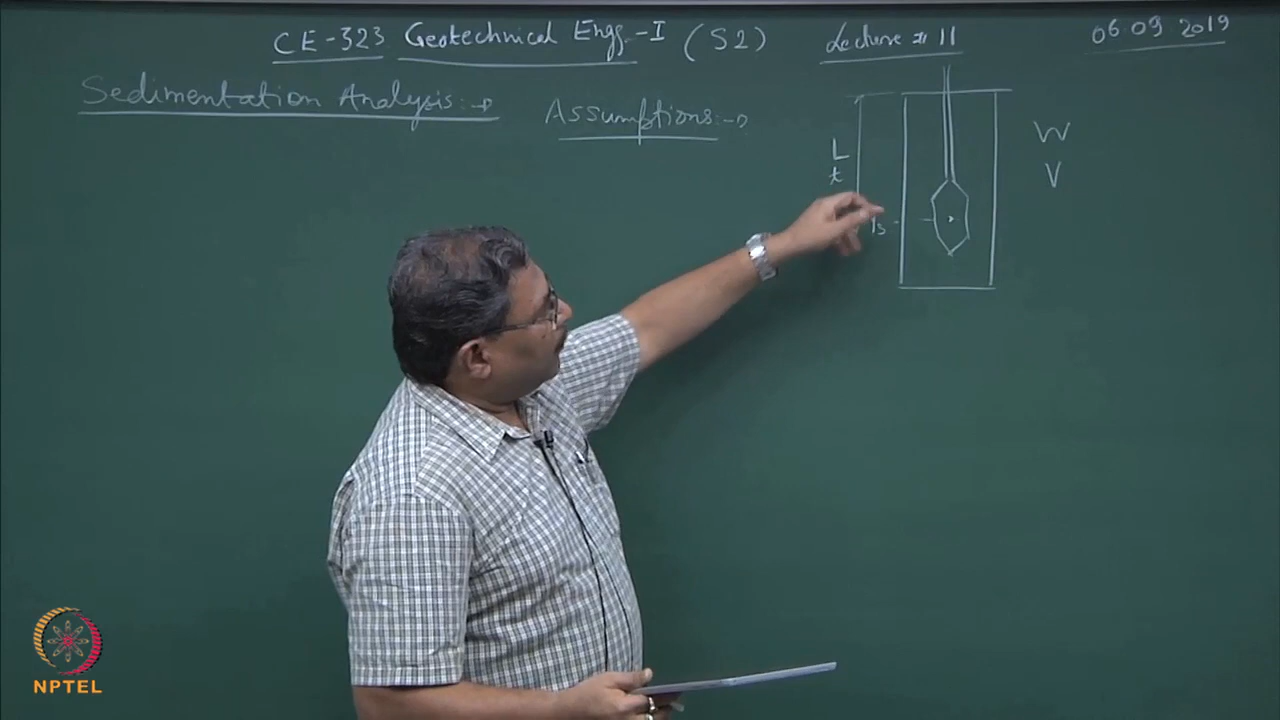 CE-323 Geotechnical Engg.-I (S2) Lecture # 11 06.09 2019
Sedimentation Analysis:-
Assumptions:-
L
t
W
V
NPTEL